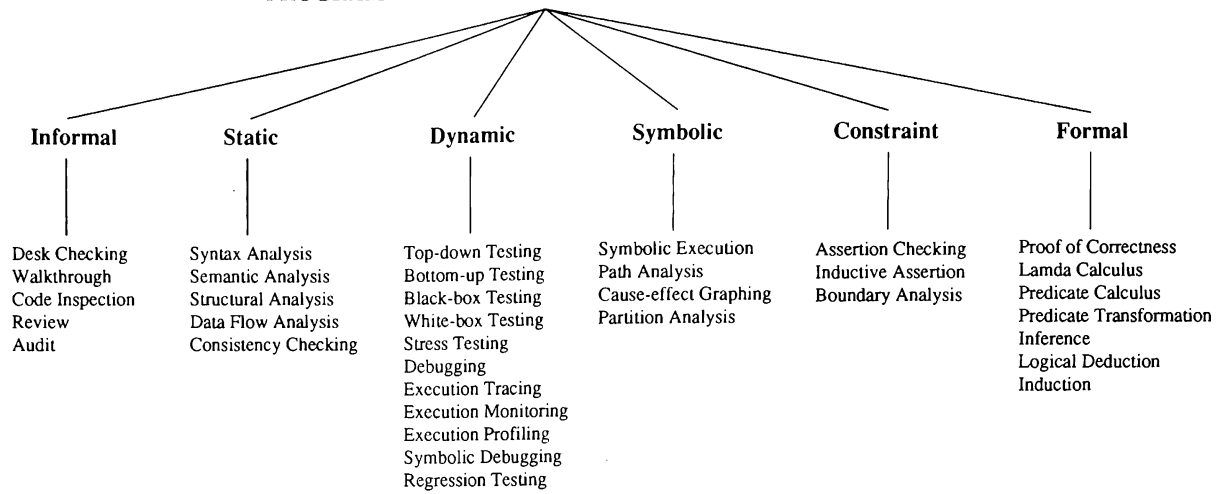 Informal
Static
Dynamic
Symbolic
Constraint
Formal
Desk Checking
Walkthrough
Code Inspection
Review
Audit
Syntax Analysis
Semantic Analysis
Structural Analysis
Data Flow Analysis
Consistency Checking
Top-down Testing
Bottom-up Testing
Black-box Testing
White-box Testing
Stress Testing
Debugging
Execution Tracing
Execution Monitoring
Execution Profiling
Symbolic Debugging
Regression Testing
Symbolic Execution
Path Analysis
Cause-effect Graphing
Partition Analysis
Assertion Checking
Inductive Assertion
Boundary Analysis
Proof of Correctness
Lamda Calculus
Predicate Calculus
Predicate Transformation
Inference
Logical Deduction
Induction